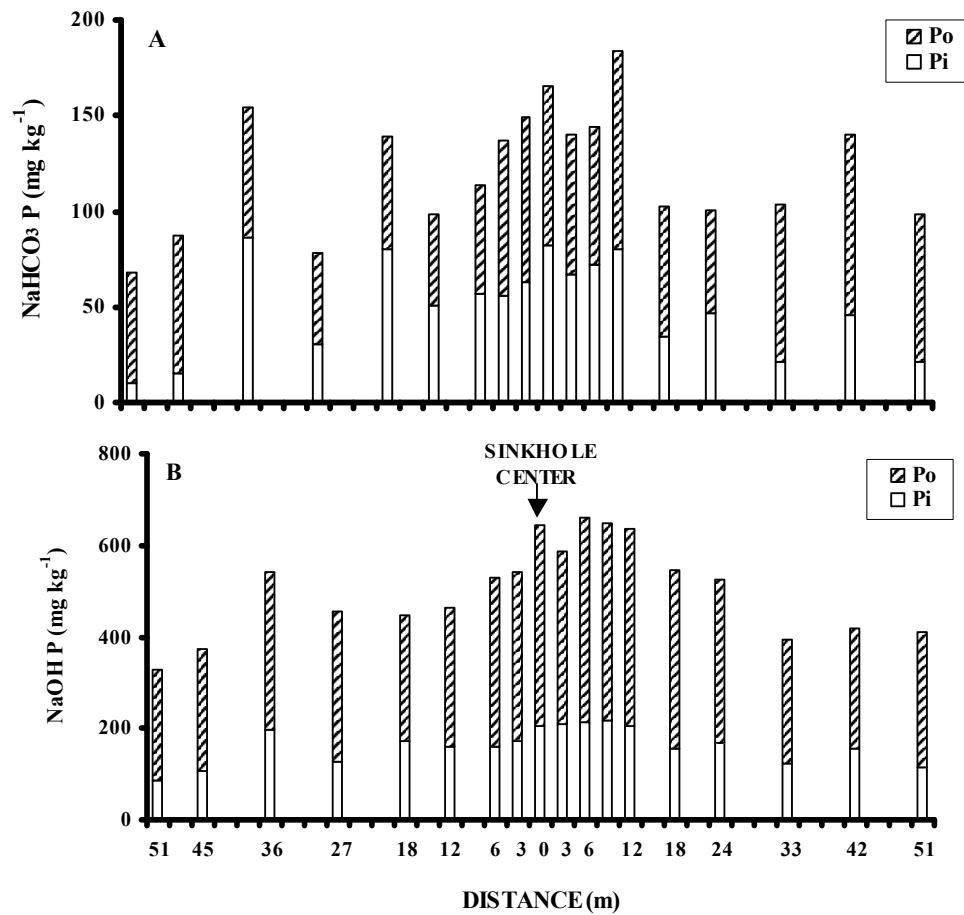 A
Po
Pi
NaHCO₃ P (mg kg⁻¹)
200
150
100
50
0
B
SINKHOLE
CENTER
Po
Pi
NaOH P (mg kg⁻¹)
800
600
400
200
0
51 45 36 27 18 12 6 3 0 3 6 12 18 24 33 42 51
DISTANCE (m)